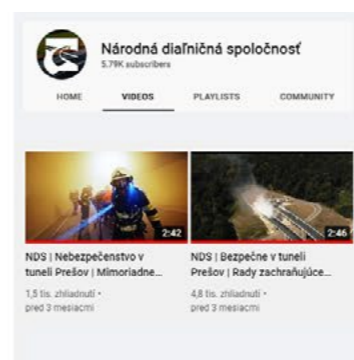 Národná diaľničná spoločnosť
5.79K subscribers
HOME VIDEOS PLAYLISTS COMMUNITY
2:42
2:46
NDS | Nebezpečenstvo v
tuneli Prešov | Mimoriadne...
1,5 tis. zhliadnutí •
pred 3 mesiacmi
NDS | Bezpečne v tuneli
Prešov | Rady zachraňujúce...
4,8 tis. zhliadnutí •
pred 3 mesiacmi